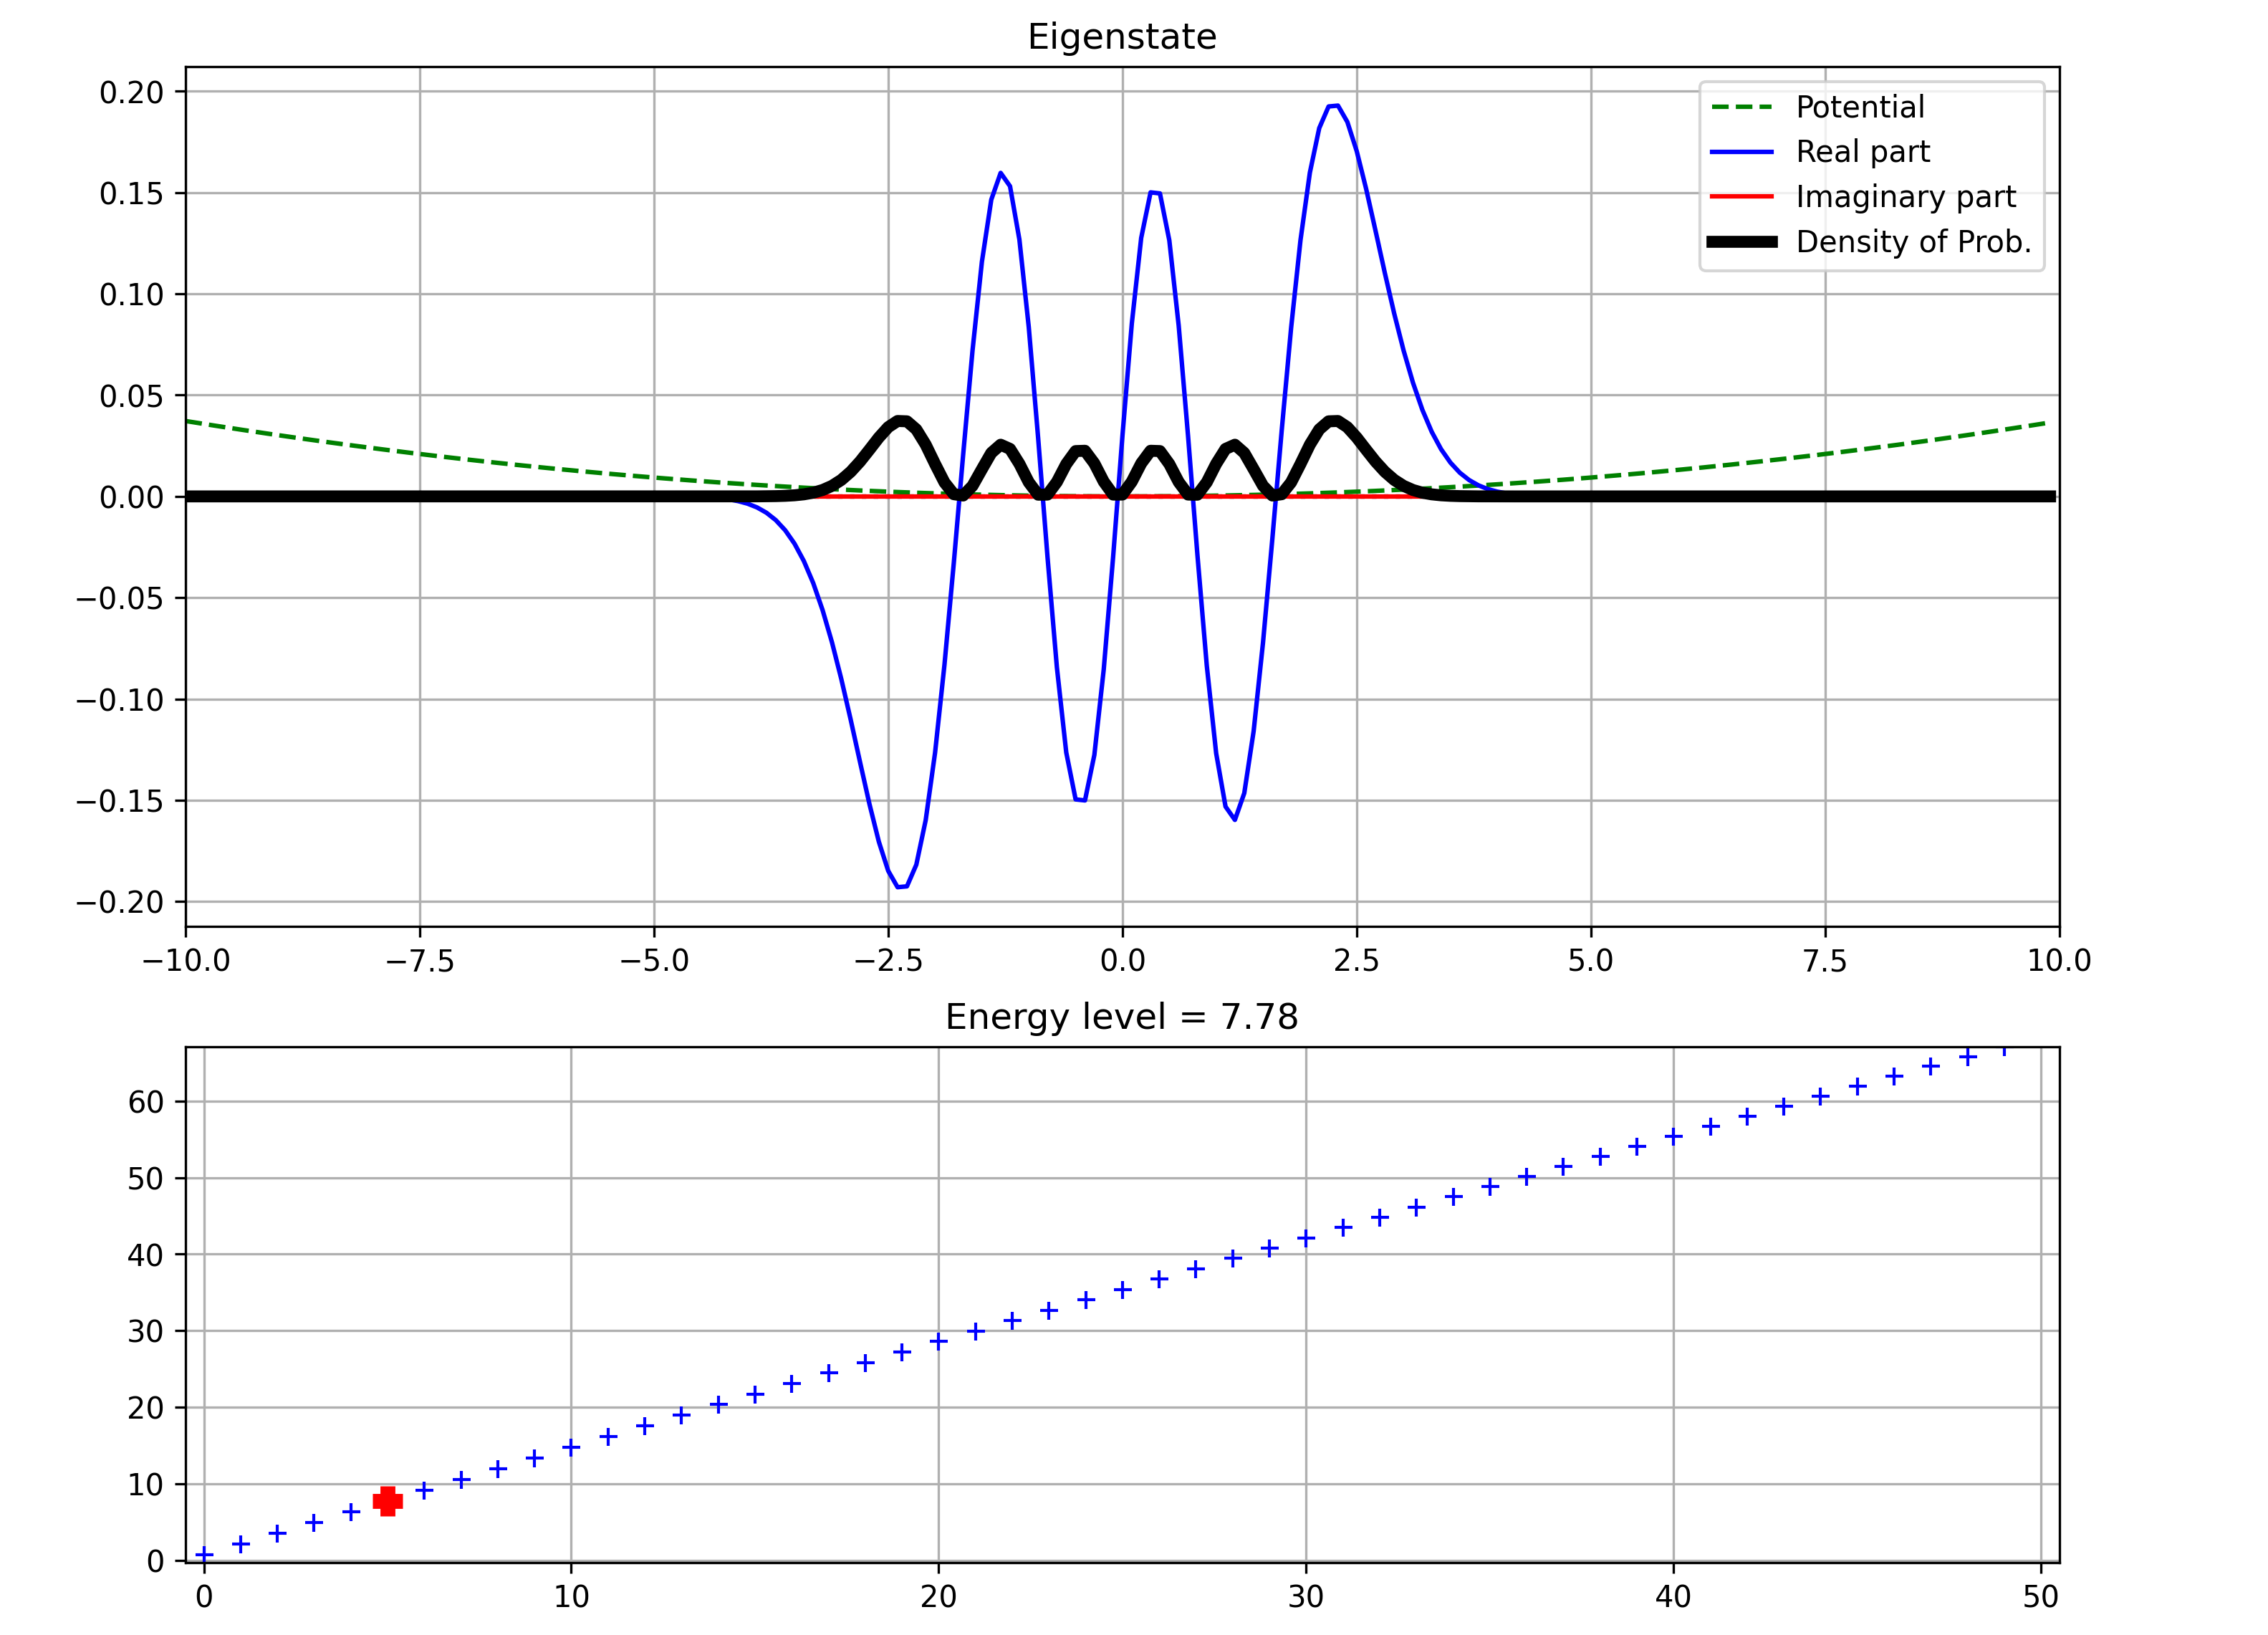 Eigenstate
0.20
0.15
0.10
0.05
0.00
−0.05
−0.10
−0.15
−0.20
Potential
Real part
Imaginary part
Density of Prob.
−10.0 −7.5 −5.0 −2.5 0.0 2.5 5.0 7.5 10.0
Energy level = 7.78
60
50
40
30
20
10
0
0 10 20 30 40 50